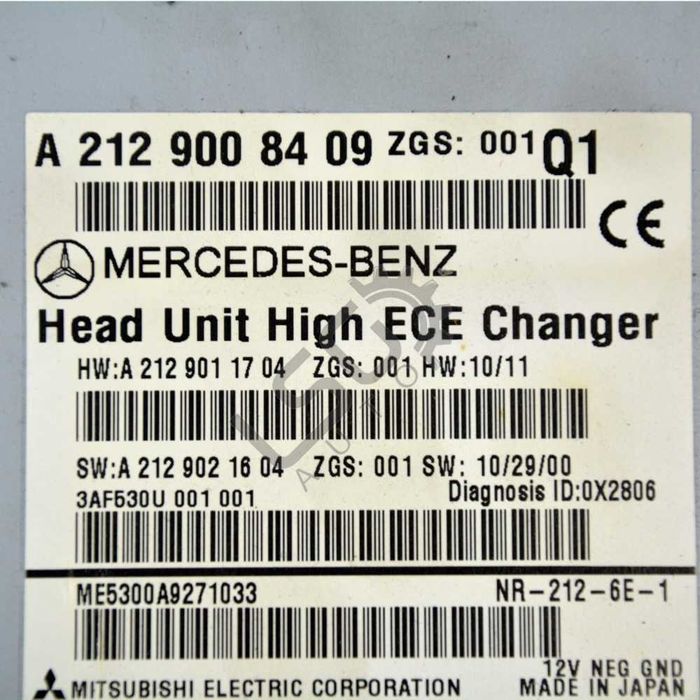 A 212 900 84 09 ZGS: 001 Q1
CE
MERCEDES-BENZ
Head Unit High ECE Changer
HW:A 212 901 17 04 ZGS: 001 HW:10/11
SW:A 212 902 16 04 ZGS: 001 SW: 10/29/00
3AF530U 001 001 Diagnosis ID:0X2806
ME5300A9271033 NR-212-6E-1
12V NEG GND
MITSUBISHI ELECTRIC CORPORATION MADE IN JAPAN
LSU
AUTO